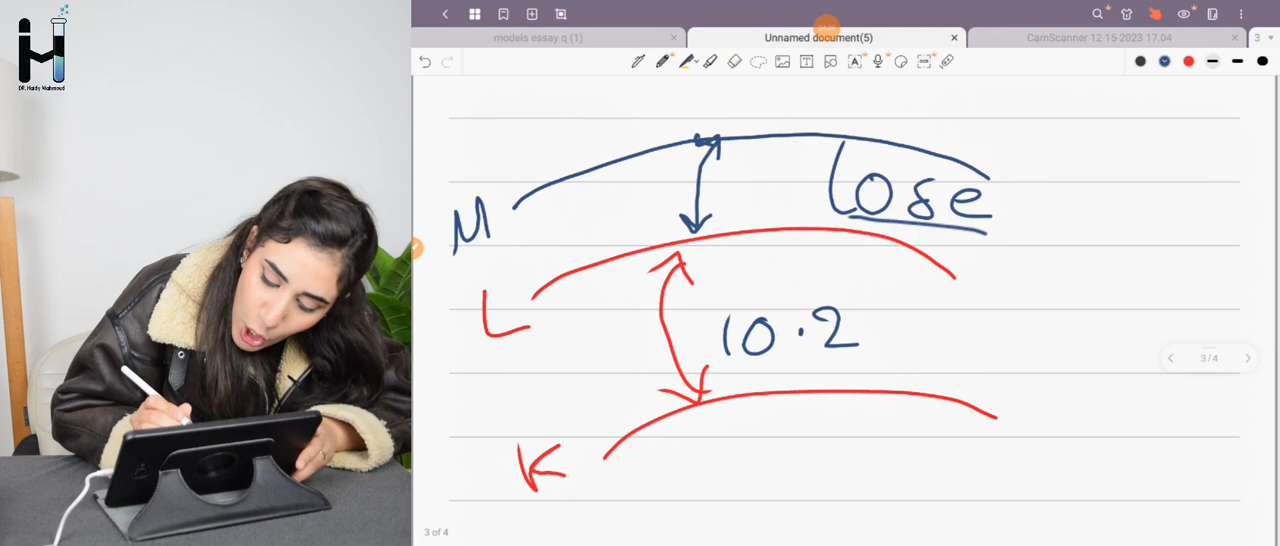 H
DR. Haidy Mahmoud
models essay q (1)
Unnamed document(5)
CamScanner 12-15-2023 17.04
3
M
Lose
L
10.2
K
3/4
3 of 4